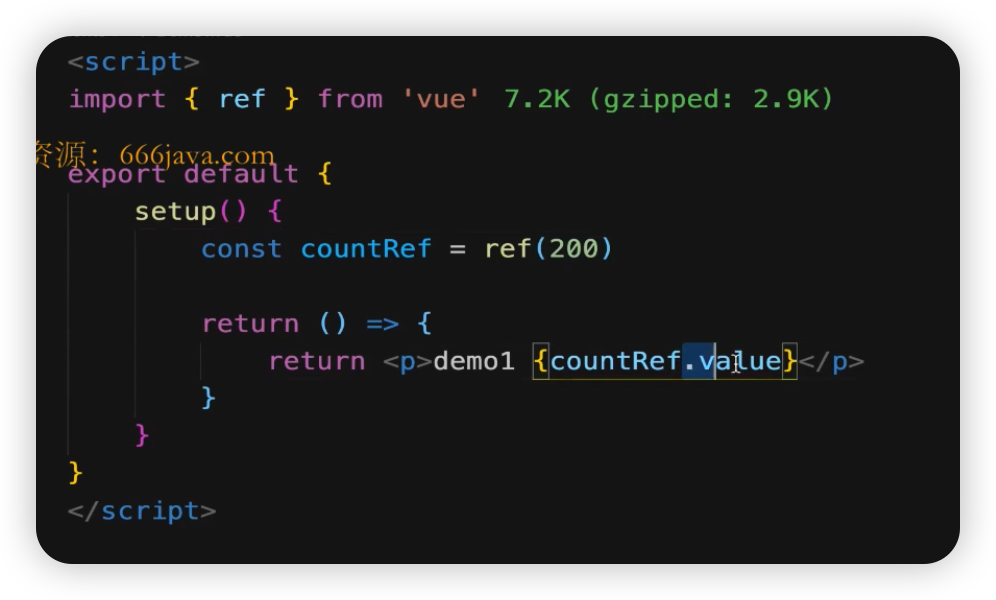 <script>
import { ref } from 'vue' 7.2K (gzipped: 2.9K)
资源：666java.com
export default {
setup() {
const countRef = ref(200)
return () => {
return <p>demo1 {countRef.value}</p>
}
}
}
</script>